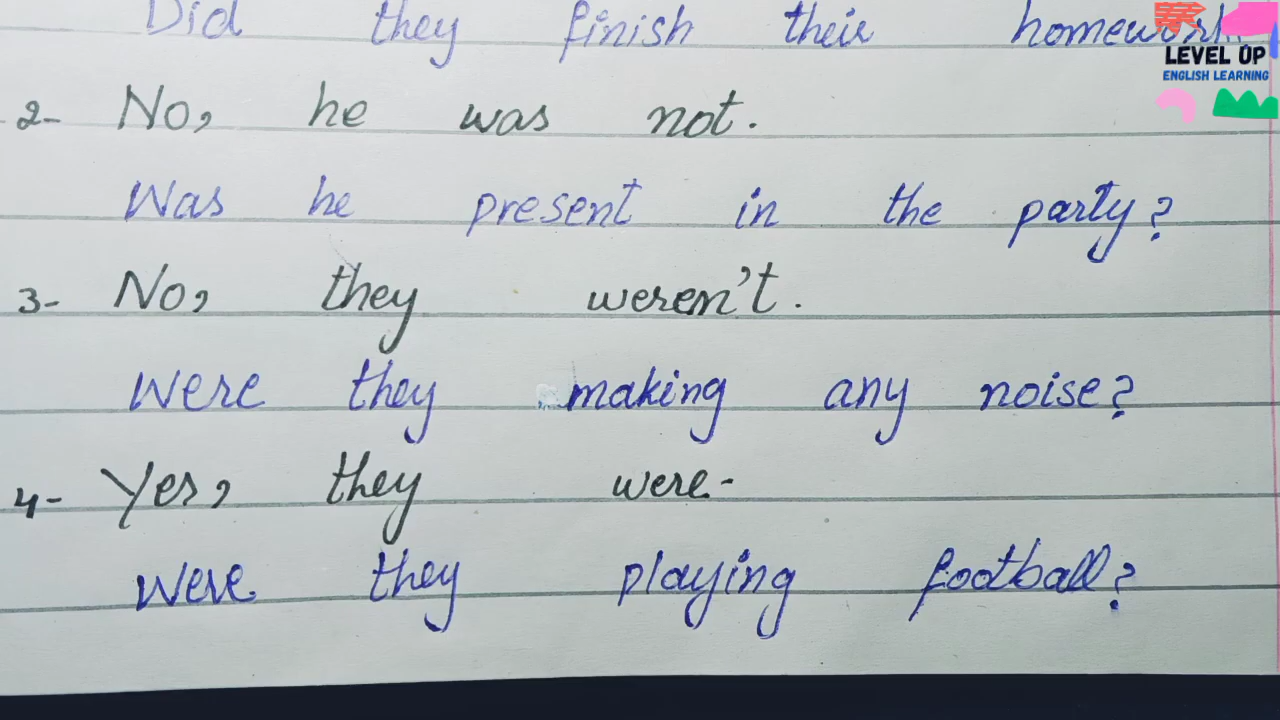 Did they finish their homework
2- No, he was not.
Was he present in the party?
3- No, they weren't.
Were they making any noise?
4- Yes, they were-
Were they playing football?
LEVEL UP
ENGLISH LEARNING